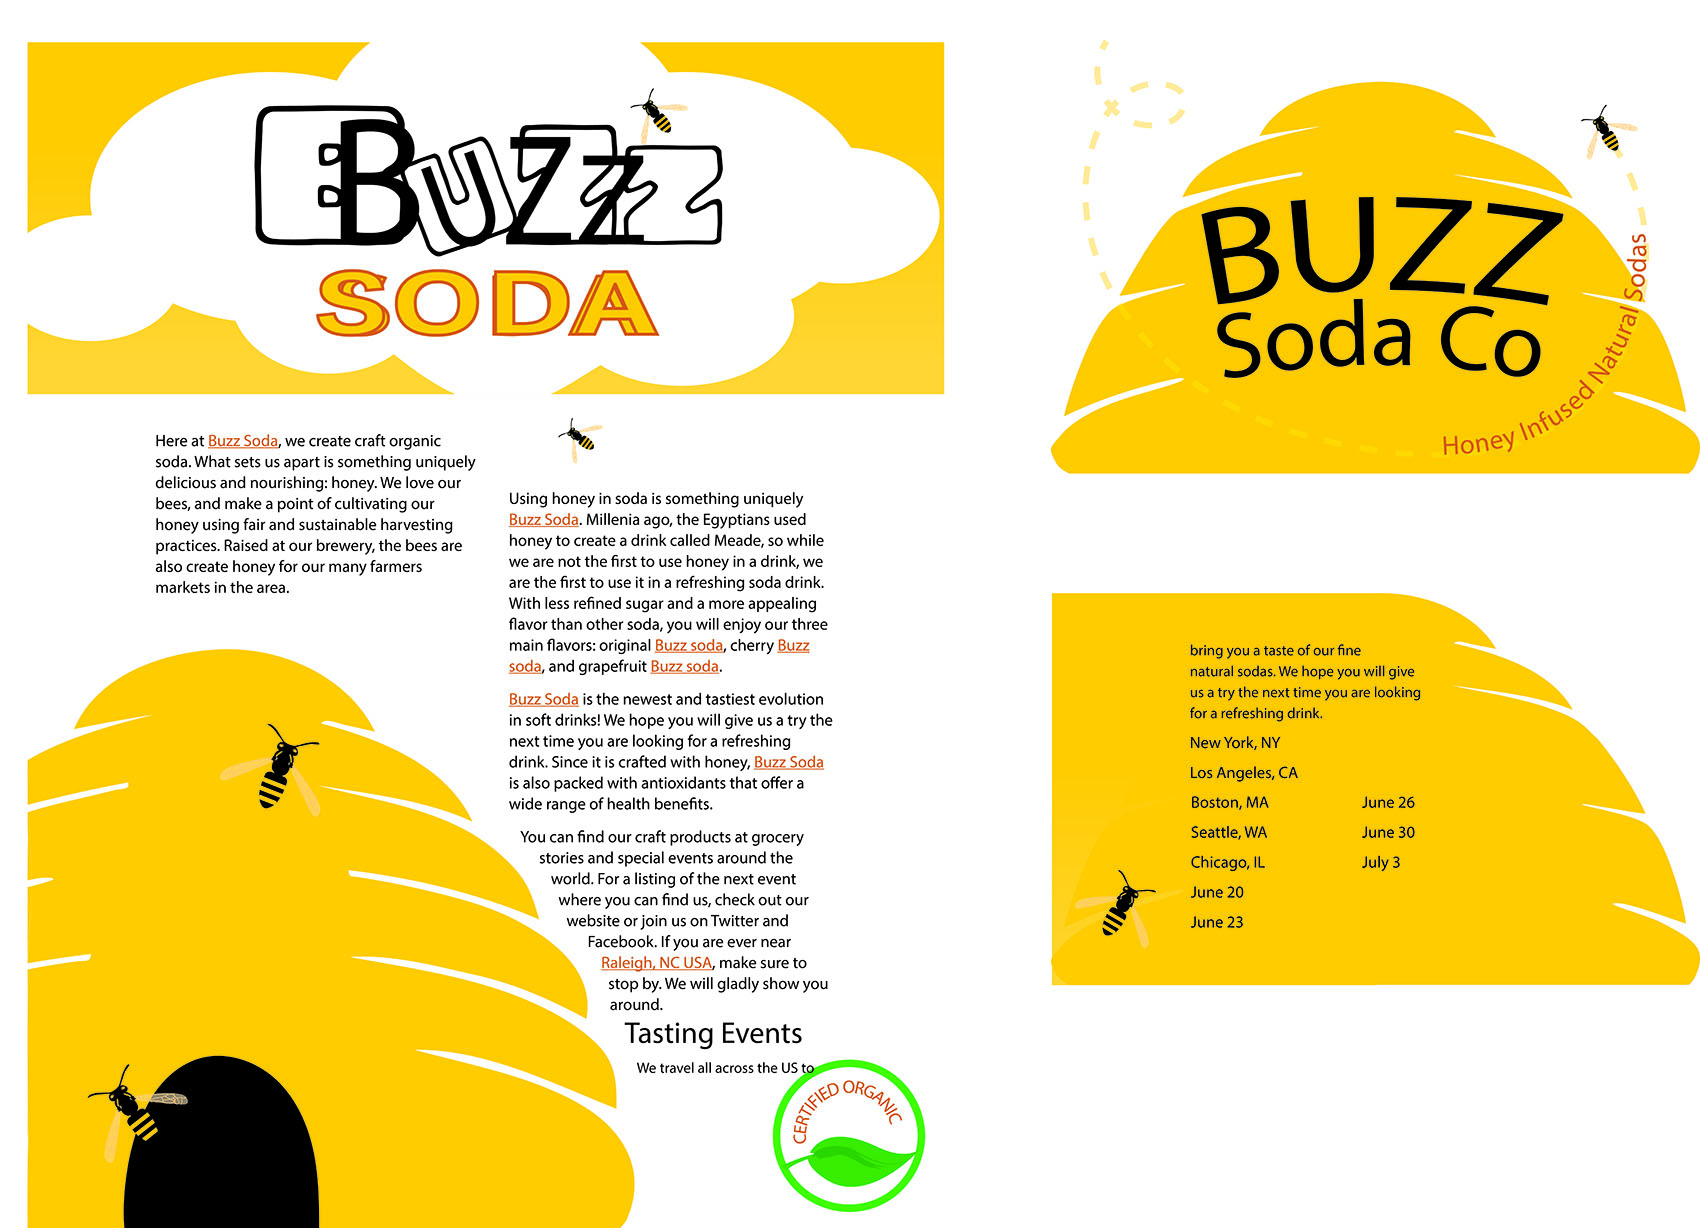 BUZZ
SODA
Here at Buzz Soda, we create craft organic
soda. What sets us apart is something uniquely
delicious and nourishing: honey. We love our
bees, and make a point of cultivating our
honey using fair and sustainable harvesting
practices. Raised at our brewery, the bees are
also create honey for our many farmers
markets in the area.
Using honey in soda is something uniquely
Buzz Soda. Millenia ago, the Egyptians used
honey to create a drink called Meade, so while
we are not the first to use honey in a drink, we
are the first to use it in a refreshing soda drink.
With less refined sugar and a more appealing
flavor than other soda, you will enjoy our three
main flavors: original Buzz soda, cherry Buzz
soda, and grapefruit Buzz soda.
Buzz Soda is the newest and tastiest evolution
in soft drinks! We hope you will give us a try the
next time you are looking for a refreshing
drink. Since it is crafted with honey, Buzz Soda
is also packed with antioxidants that offer a
wide range of health benefits.
You can find our craft products at grocery
stories and special events around the
world. For a listing of the next event
where you can find us, check out our
website or join us on Twitter and
Facebook. If you are ever near
Raleigh, NC USA, make sure to
stop by. We will gladly show you
around.
Tasting Events
We travel all across the US to
CERTIFIED ORGANIC
BUZZ
Soda Co
Honey Infused Natural Sodas
bring you a taste of our fine
natural sodas. We hope you will give
us a try the next time you are looking
for a refreshing drink.
New York, NY
Los Angeles, CA
Boston, MA June 26
Seattle, WA June 30
Chicago, IL July 3
June 20
June 23